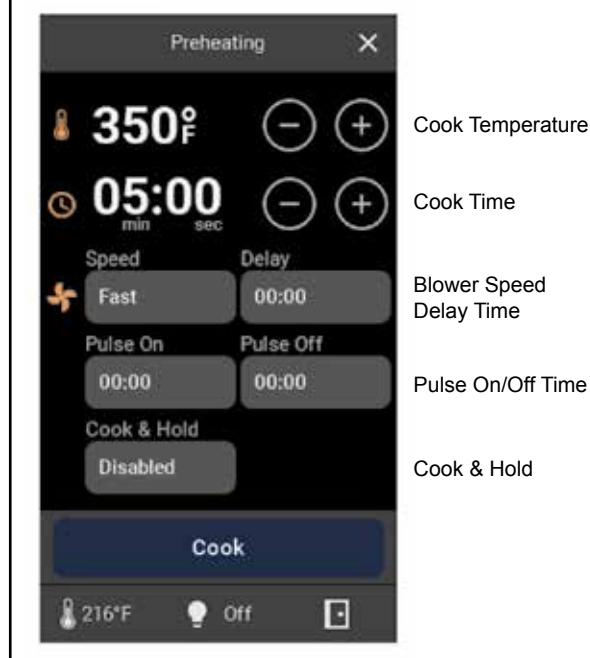 Preheating
350°F
Cook Temperature
05:00
min sec
Cook Time
Speed Delay
Fast 00:00
Blower Speed
Delay Time
Pulse On Pulse Off
00:00 00:00
Pulse On/Off Time
Cook & Hold
Disabled
Cook & Hold
Cook
216°F Off